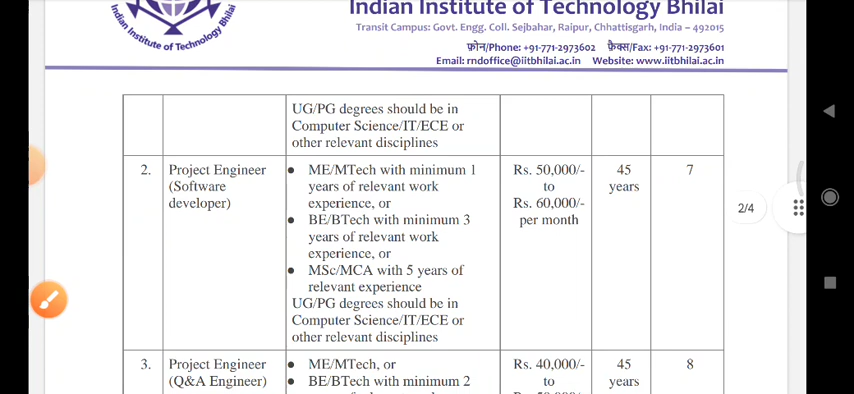 Indian Institute of Technology Bhilai
Indian Institute of Technology Bhilai
Transit Campus: Govt. Engg. Coll. Sejbahar, Raipur, Chhattisgarh, India – 492015
फ़ोन/Phone: +91-771-2973602 फ़ैक्स/Fax: +91-771-2973601
Email: rndoffice@iitbhilai.ac.in Website: www.iitbhilai.ac.in
UG/PG degrees should be in
Computer Science/IT/ECE or
other relevant disciplines
2. Project Engineer
(Software
developer)
• ME/MTech with minimum 1
years of relevant work
experience, or
• BE/BTech with minimum 3
years of relevant work
experience, or
• MSc/MCA with 5 years of
relevant experience
UG/PG degrees should be in
Computer Science/IT/ECE or
other relevant disciplines
Rs. 50,000/-
to
Rs. 60,000/-
per month
45
years
7
2/4
3. Project Engineer
(Q&A Engineer)
• ME/MTech, or
• BE/BTech with minimum 2
Rs. 40,000/-
to
45
years
8